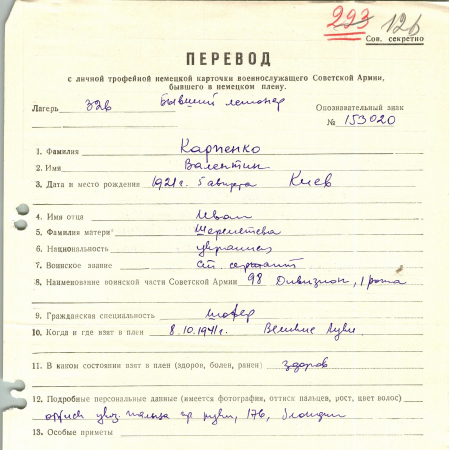 293 126
Сов. секретно
ПЕРЕВОД
с личной трофейной немецкой карточки военнослужащего Советской Армии,
бывшего в немецком плену.
Лагерь 326 Бывший Опознавательный знак
№ 153020
1. Фамилия Карпенко
2. Имя Валентин
3. Дата и место рождения 1921 г. 5 августа Киев
4. Имя отца Иван
5. Фамилия матери Шереметева
6. Национальность украинец
7. Воинское звание Ст. сержант
8. Наименование воинской части Советской Армии 98 Дивизион, 1 рота
9. Гражданская специальность шофер
10. Когда и где взят в плен 8.10.1941 г. Великие Луки.
11. В каком состоянии взят в плен (здоров, болен, ранен) здоров
12. Подробные персональные данные (имеется фотография, оттиск пальцев, рост, цвет волос)
оттиск указ. пальца пр руки, 176, блондин
13. Особые приметы